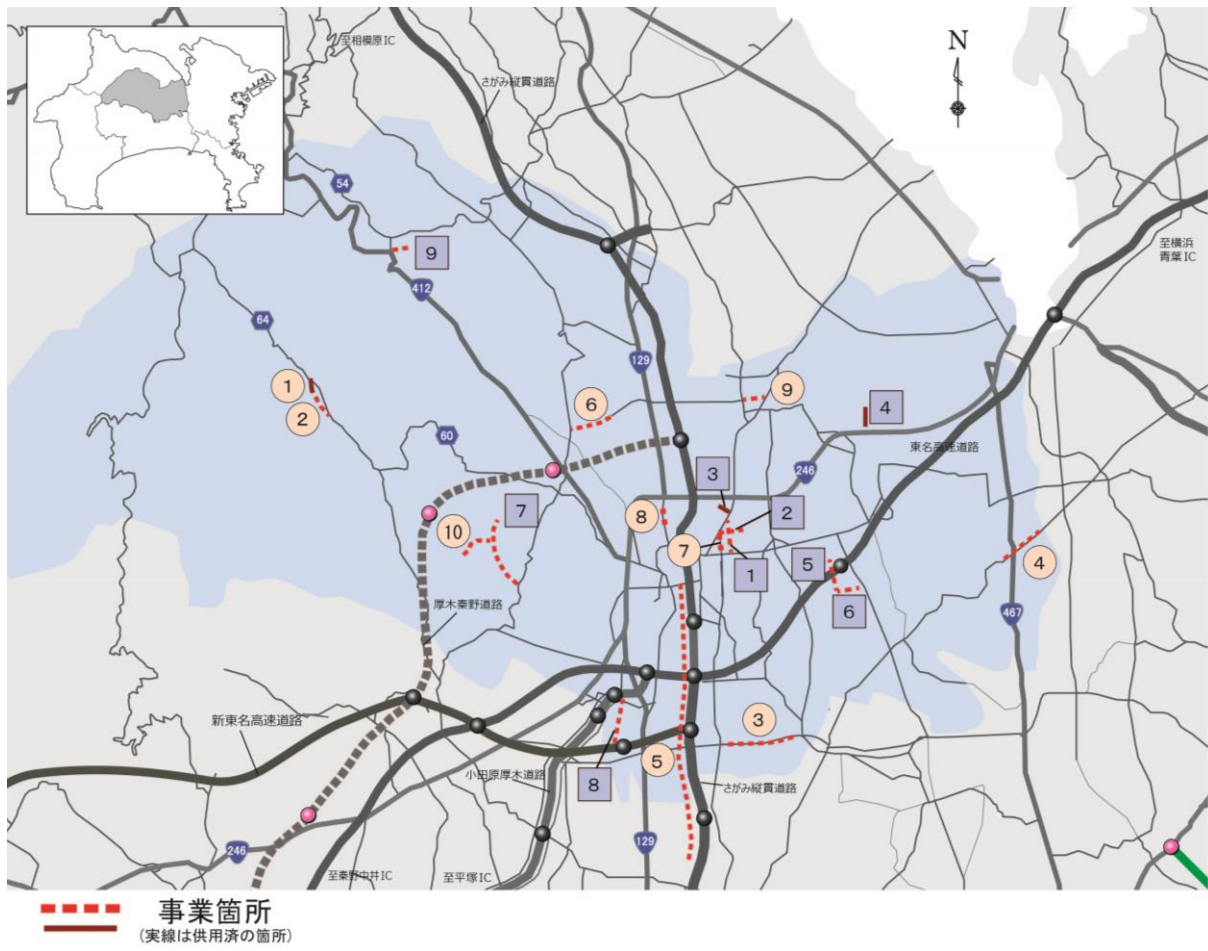 至相模原IC
さがみ縦貫道路
N
至横浜
青葉IC
54
9
412
64
129
1
2
6
9
4
60
東名高速道路
246
3
7
8
2
10
7
1
5
4
6
厚木秦野道路
467
新東名高速道路
3
5
小田原厚木道路
8
さがみ縦貫道路
129
246
至秦野中井IC
至平塚IC
事業箇所
(実線は供用済の箇所)